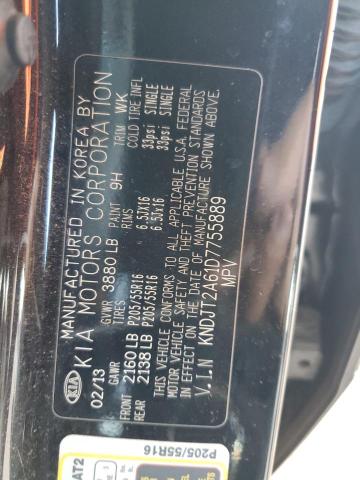 MANUFACTURED IN KOREA BY
KIA KIA MOTORS CORPORATION
02/13 GVWR 3880 LB PAINT 9H TRIM WK
GAWR TIRES RIMS COLD TIRE INFL
FRONT 2160 LB P205/55R16 6.5Jx16 33psi SINGLE
REAR 2138 LB P205/55R16 6.5Jx16 33psi SINGLE
THIS VEHICLE CONFORMS TO ALL APPLICABLE U.S.A. FEDERAL
MOTOR VEHICLE SAFETY AND THEFT PREVENTION STANDARDS
IN EFFECT ON THE DATE OF MANUFACTURE SHOWN ABOVE.
V.I.N KNDJT2A61D7755889
MPV
P205/55R16